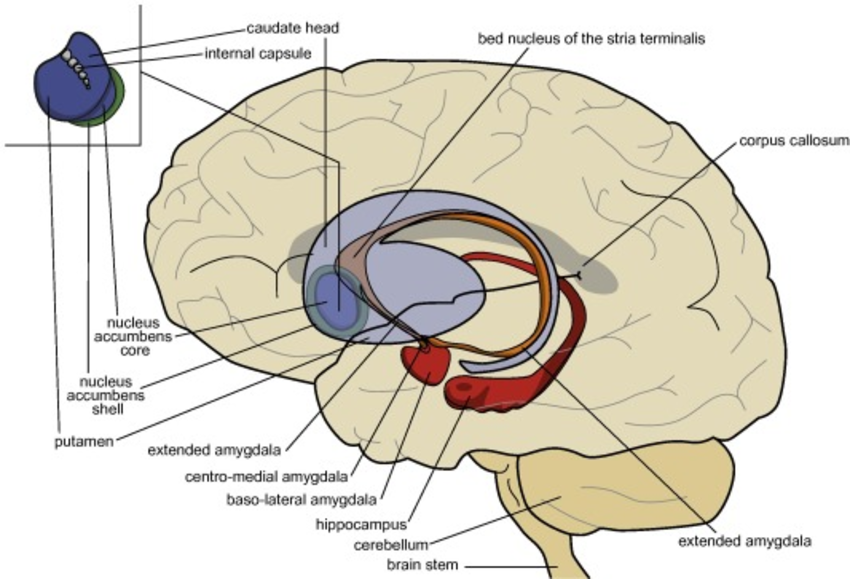 caudate head
internal capsule
bed nucleus of the stria terminalis
corpus callosum
nucleus
accumbens
core
nucleus
accumbens
shell
putamen
extended amygdala
centro-medial amygdala
baso-lateral amygdala
hippocampus
cerebellum
brain stem
extended amygdala